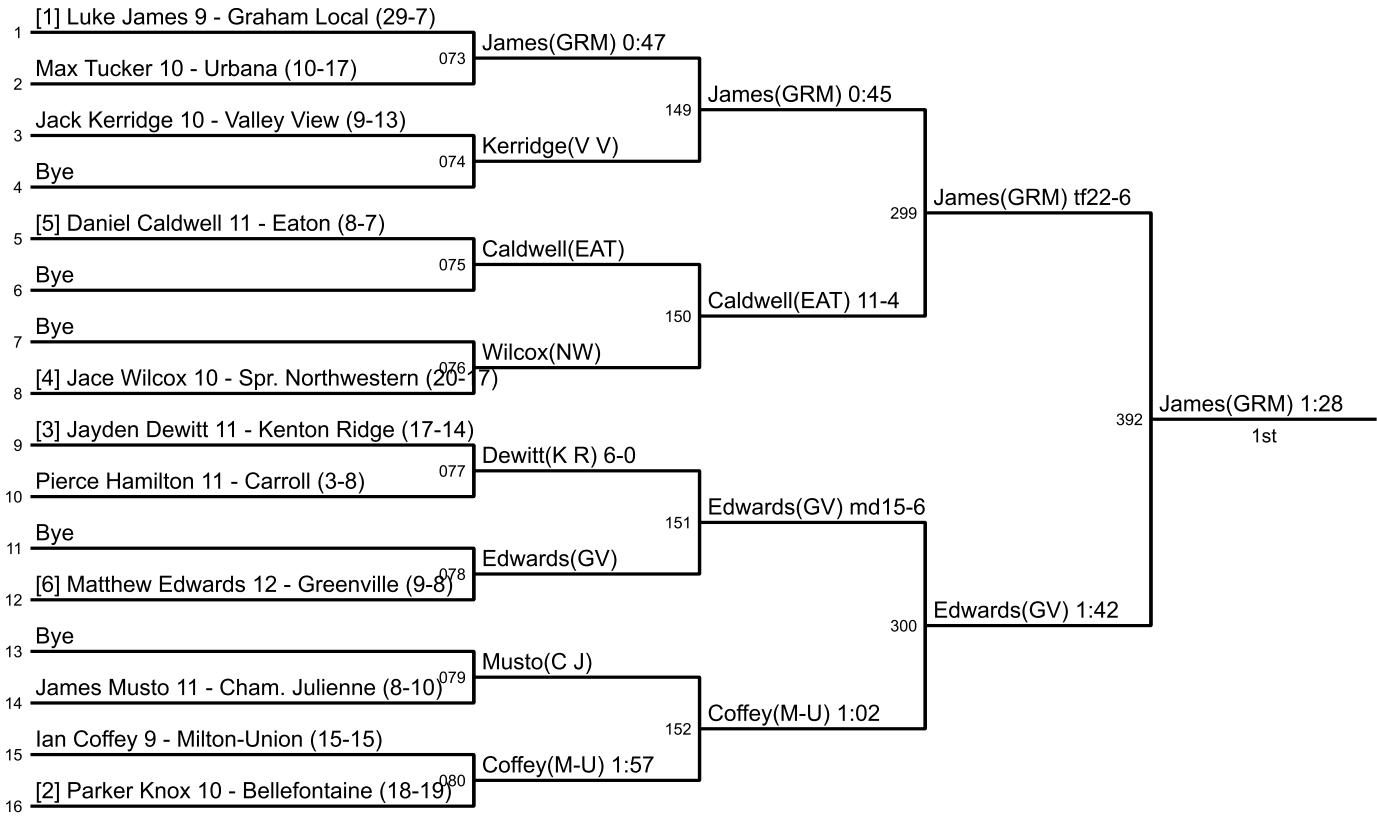 [1] Luke James 9 - Graham Local (29-7)
1
James(GRM) 0:47
073
Max Tucker 10 - Urbana (10-17)
2
James(GRM) 0:45
149
Jack Kerridge 10 - Valley View (9-13)
3
Kerridge(V V)
074
Bye
4
James(GRM) tf22-6
299
[5] Daniel Caldwell 11 - Eaton (8-7)
5
Caldwell(EAT)
075
Bye
6
Caldwell(EAT) 11-4
150
Bye
7
Wilcox(NW)
076
[4] Jace Wilcox 10 - Spr. Northwestern (20-17)
8
James(GRM) 1:28
392
1st
[3] Jayden Dewitt 11 - Kenton Ridge (17-14)
9
Dewitt(K R) 6-0
077
Pierce Hamilton 11 - Carroll (3-8)
10
Edwards(GV) md15-6
151
Bye
11
Edwards(GV)
078
[6] Matthew Edwards 12 - Greenville (9-8)
12
Edwards(GV) 1:42
300
Bye
13
Musto(C J)
079
James Musto 11 - Cham. Julienne (8-10)
14
Coffey(M-U) 1:02
152
Ian Coffey 9 - Milton-Union (15-15)
15
Coffey(M-U) 1:57
080
[2] Parker Knox 10 - Bellefontaine (18-19)
16